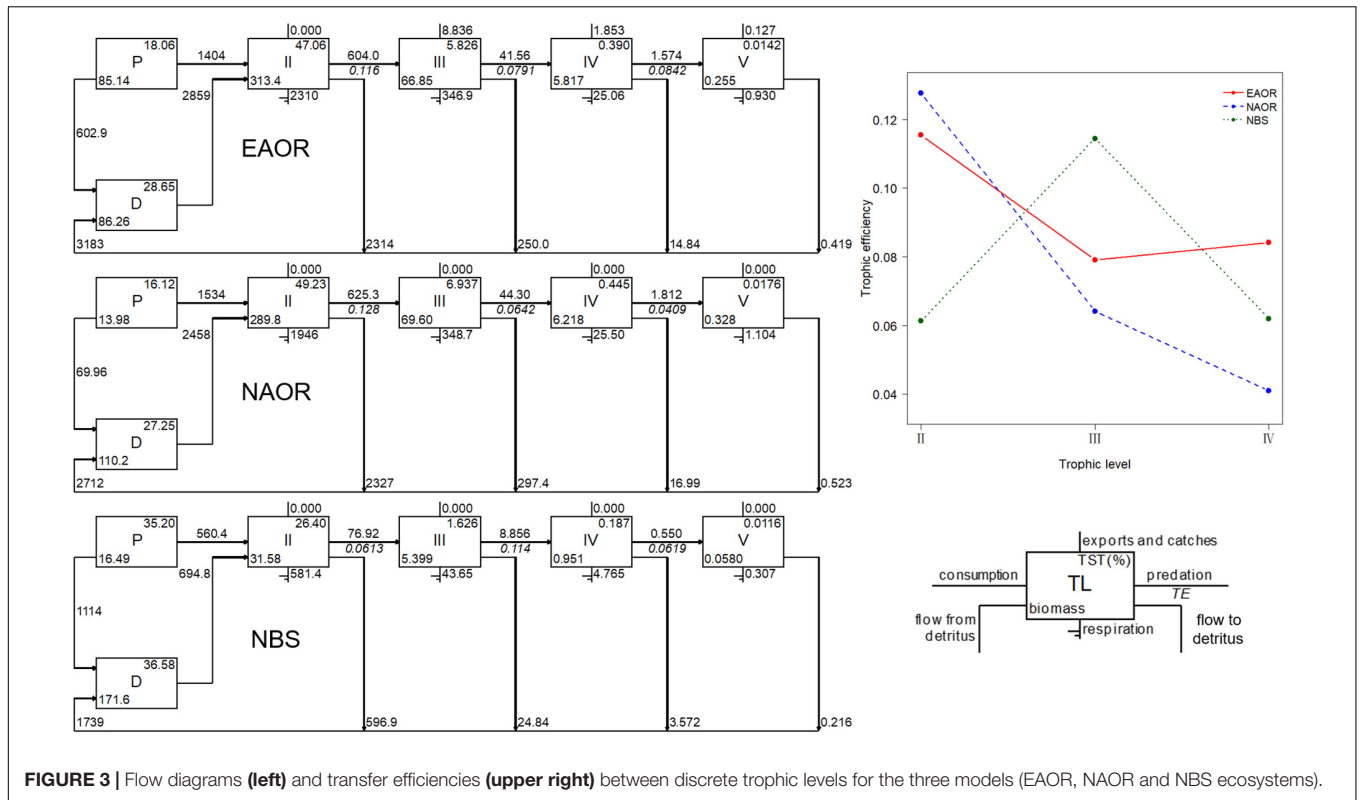 0.000
8.836
1.853
0.127
18.06
P
85.14
1404
47.06
II
313.4
604.0
0.116
5.826
III
66.85
41.56
0.0791
0.390
IV
5.817
1.574
0.0842
0.0142
V
0.255
2859
2310
346.9
25.06
0.930
602.9
EAOR
28.65
D
86.26
3183
2314
250.0
14.84
0.419
0.000
0.000
0.000
0.000
16.12
P
13.98
1534
49.23
II
289.8
625.3
0.128
6.937
III
69.60
44.30
0.0642
0.445
IV
6.218
1.812
0.0409
0.0176
V
0.328
2458
1946
348.7
25.50
1.104
69.96
NAOR
27.25
D
110.2
2712
2327
297.4
16.99
0.523
0.000
0.000
0.000
0.000
35.20
P
16.49
560.4
26.40
II
31.58
76.92
0.0613
1.626
III
5.399
8.856
0.114
0.187
IV
0.951
0.550
0.0619
0.0116
V
0.0580
694.8
581.4
43.65
4.765
0.307
1114
NBS
36.58
D
171.6
1739
596.9
24.84
3.572
0.216
EAOR
NAOR
NBS
0.12
0.10
0.08
0.06
0.04
Trophic efficiency
II
III
IV
Trophic level
exports and catches
TST(%)
consumption
TL
predation
TE
biomass
flow from
detritus
respiration
flow to
detritus
FIGURE 3 | Flow diagrams (left) and transfer efficiencies (upper right) between discrete trophic levels for the three models (EAOR, NAOR and NBS ecosystems).